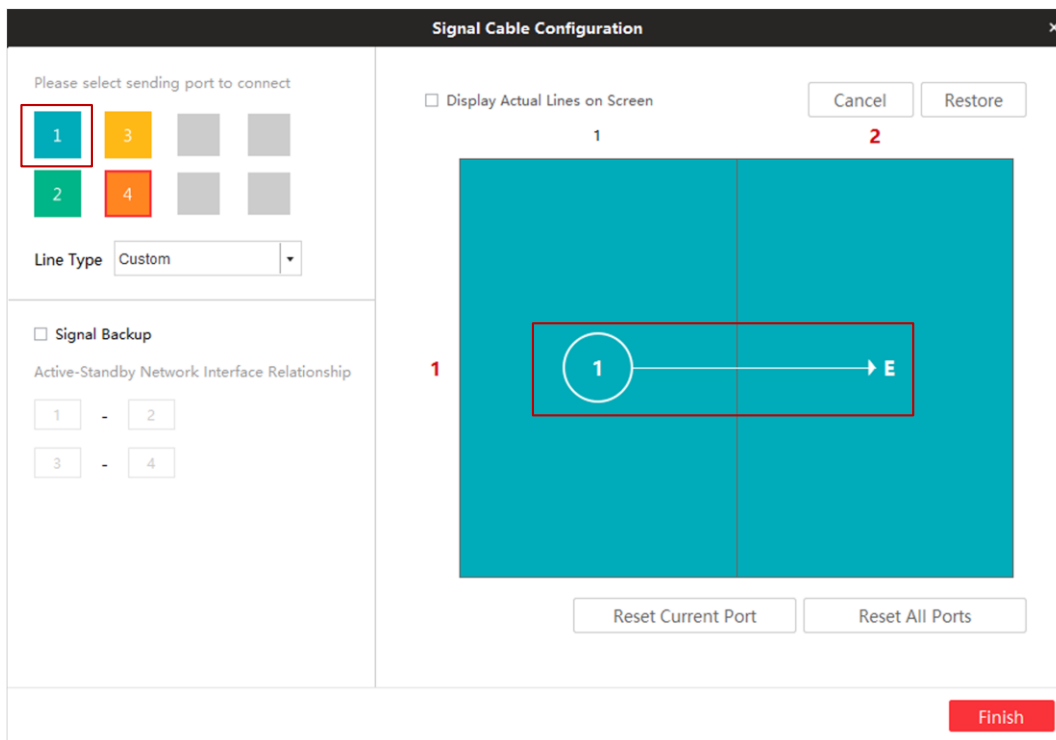 Signal Cable Configuration
×
Please select sending port to connect
1
3
2
4
Line Type Custom
Signal Backup
Active-Standby Network Interface Relationship
1 - 2
3 - 4
Display Actual Lines on Screen
Cancel
Restore
1
2
1
1
E
Reset Current Port
Reset All Ports
Finish